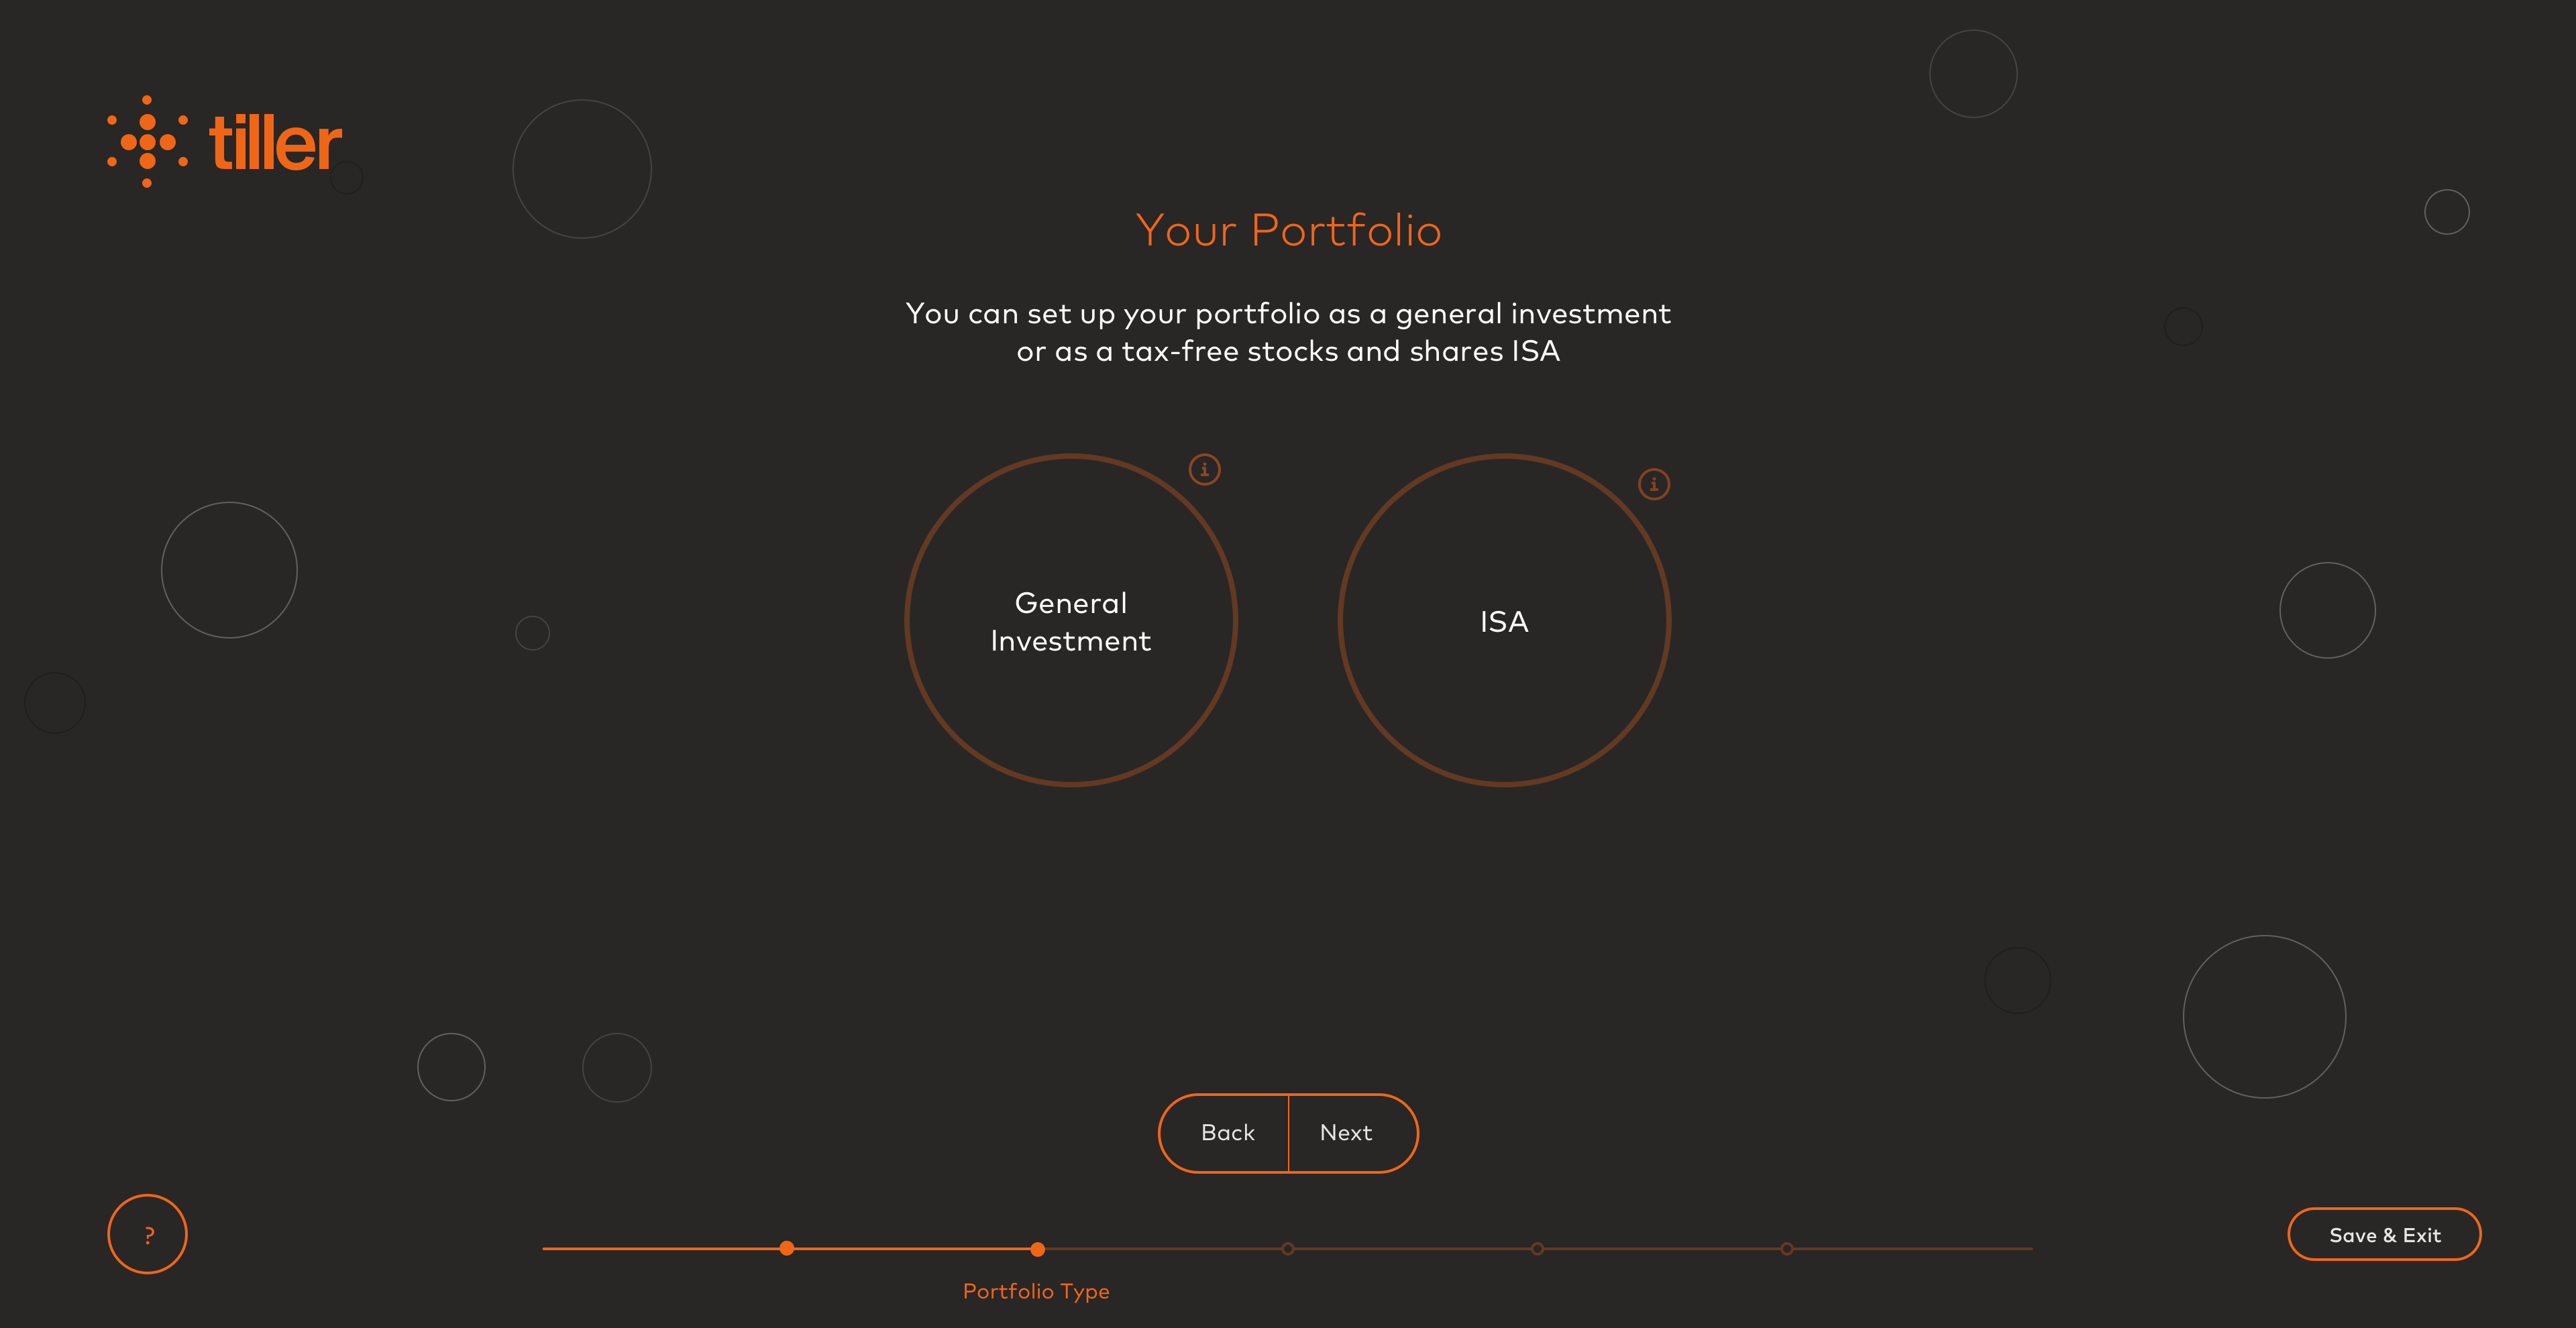 tiller
Your Portfolio
You can set up your portfolio as a general investment
or as a tax-free stocks and shares ISA
i
i
General
Investment
ISA
Back
Next
?
Save & Exit
Portfolio Type